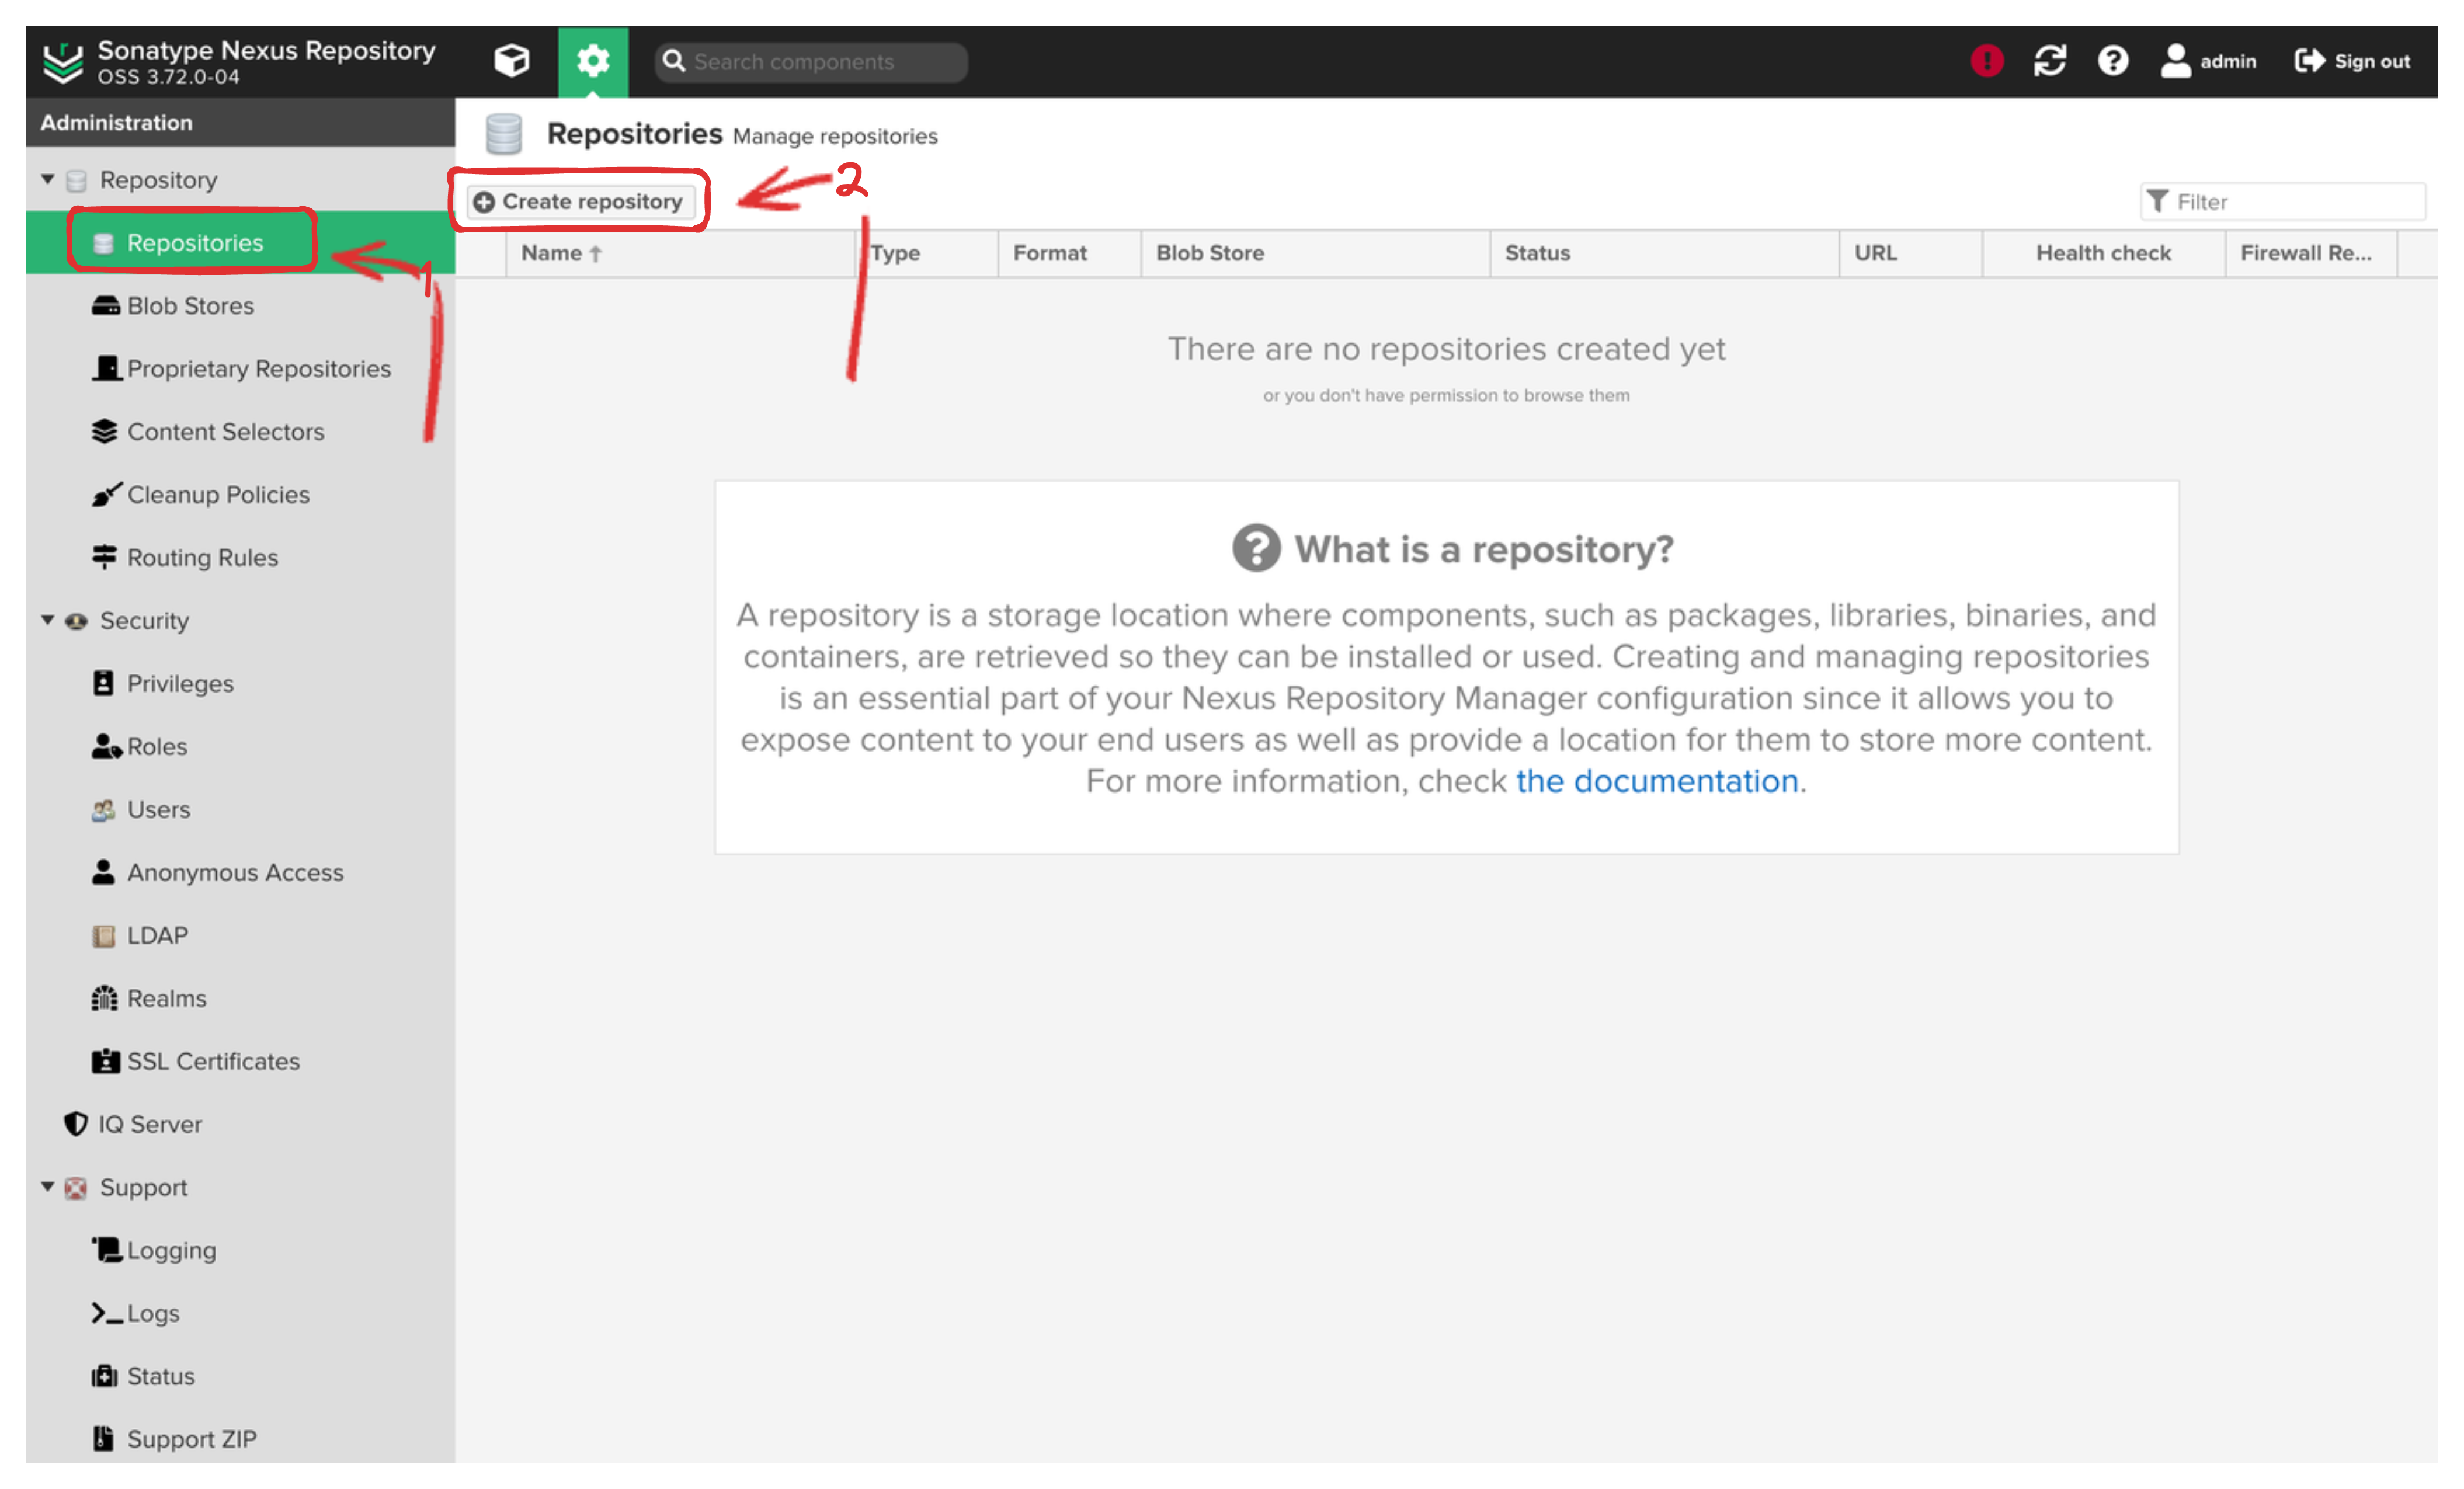 Sonatype Nexus Repository
OSS 3.72.0-04
Search components
admin
Sign out
Administration
Repository
Repositories
1
Blob Stores
Proprietary Repositories
Content Selectors
Cleanup Policies
Routing Rules
Security
Privileges
Roles
Users
Anonymous Access
LDAP
Realms
SSL Certificates
IQ Server
Support
Logging
Logs
Status
Support ZIP
Repositories Manage repositories
Create repository
2
Filter
Name Type Format Blob Store Status URL Health check Firewall Re...
There are no repositories created yet
or you don't have permission to browse them
What is a repository?
A repository is a storage location where components, such as packages, libraries, binaries, and
containers, are retrieved so they can be installed or used. Creating and managing repositories
is an essential part of your Nexus Repository Manager configuration since it allows you to
expose content to your end users as well as provide a location for them to store more content.
For more information, check the documentation.